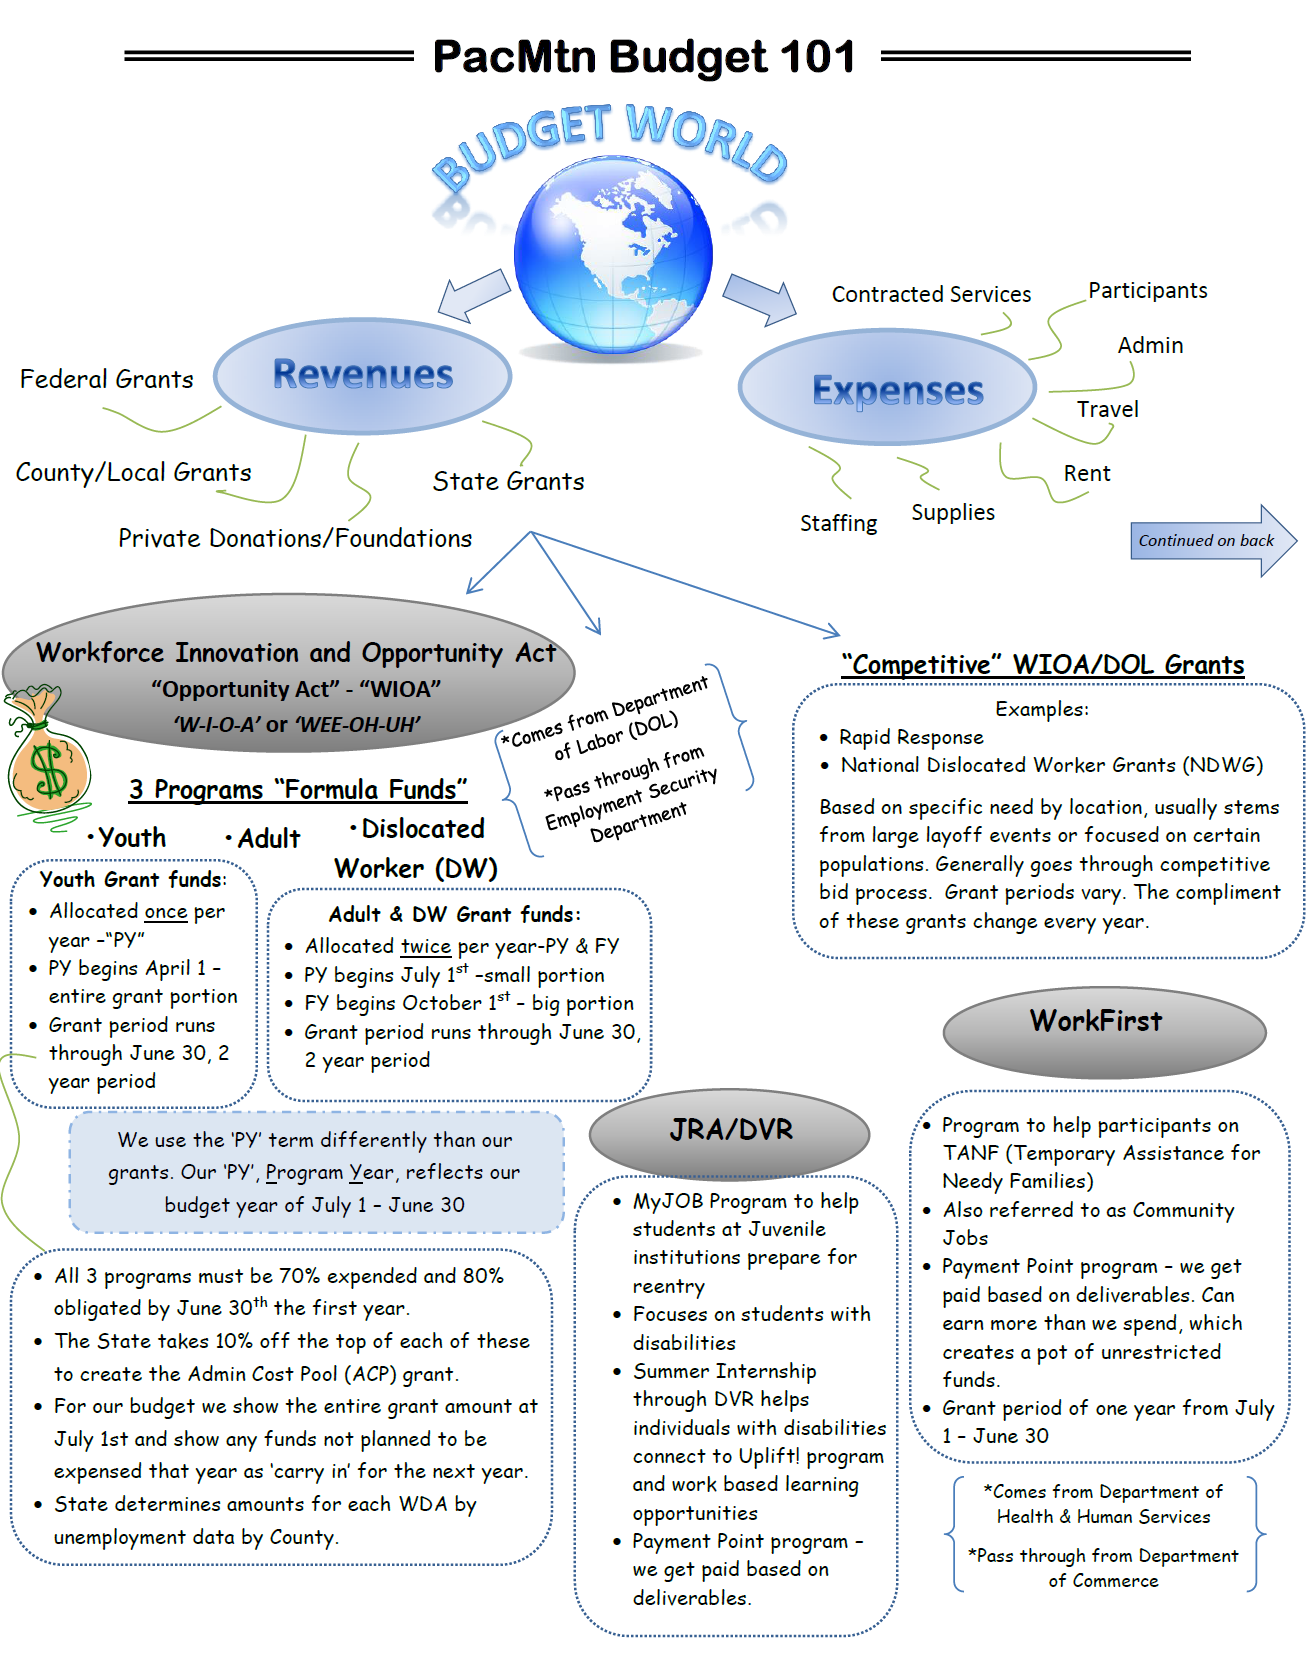 PacMtn Budget 101
BUDGET WORLD
Revenues
Federal Grants
County/Local Grants
Private Donations/Foundations
State Grants
Expenses
Contracted Services
Participants
Admin
Travel
Rent
Supplies
Staffing
Continued on back
Workforce Innovation and Opportunity Act
“Opportunity Act” - “WIOA”
‘W-I-O-A’ or ‘WEE-OH-UH’
*Comes from Department
of Labor (DOL)
*Pass through from
Employment Security
Department
“Competitive” WIOA/DOL Grants
Examples:
• Rapid Response
• National Dislocated Worker Grants (NDWG)
Based on specific need by location, usually stems
from large layoff events or focused on certain
populations. Generally goes through competitive
bid process. Grant periods vary. The compliment
of these grants change every year.
$
3 Programs “Formula Funds”
·Youth
·Adult
·Dislocated
Worker (DW)
Youth Grant funds:
• Allocated once per
year –“PY”
• PY begins April 1 –
entire grant portion
• Grant period runs
through June 30, 2
year period
Adult & DW Grant funds:
• Allocated twice per year-PY & FY
• PY begins July 1st –small portion
• FY begins October 1st – big portion
• Grant period runs through June 30,
2 year period
We use the ‘PY’ term differently than our
grants. Our ‘PY’, Program Year, reflects our
budget year of July 1 – June 30
• All 3 programs must be 70% expended and 80%
obligated by June 30th the first year.
• The State takes 10% off the top of each of these
to create the Admin Cost Pool (ACP) grant.
• For our budget we show the entire grant amount at
July 1st and show any funds not planned to be
expensed that year as ‘carry in’ for the next year.
• State determines amounts for each WDA by
unemployment data by County.
JRA/DVR
• MyJOB Program to help
students at Juvenile
institutions prepare for
reentry
• Focuses on students with
disabilities
• Summer Internship
through DVR helps
individuals with disabilities
connect to Uplift! program
and work based learning
opportunities
• Payment Point program –
we get paid based on
deliverables.
WorkFirst
• Program to help participants on
TANF (Temporary Assistance for
Needy Families)
• Also referred to as Community
Jobs
• Payment Point program – we get
paid based on deliverables. Can
earn more than we spend, which
creates a pot of unrestricted
funds.
• Grant period of one year from July
1 – June 30
*Comes from Department of
Health & Human Services
*Pass through from Department
of Commerce